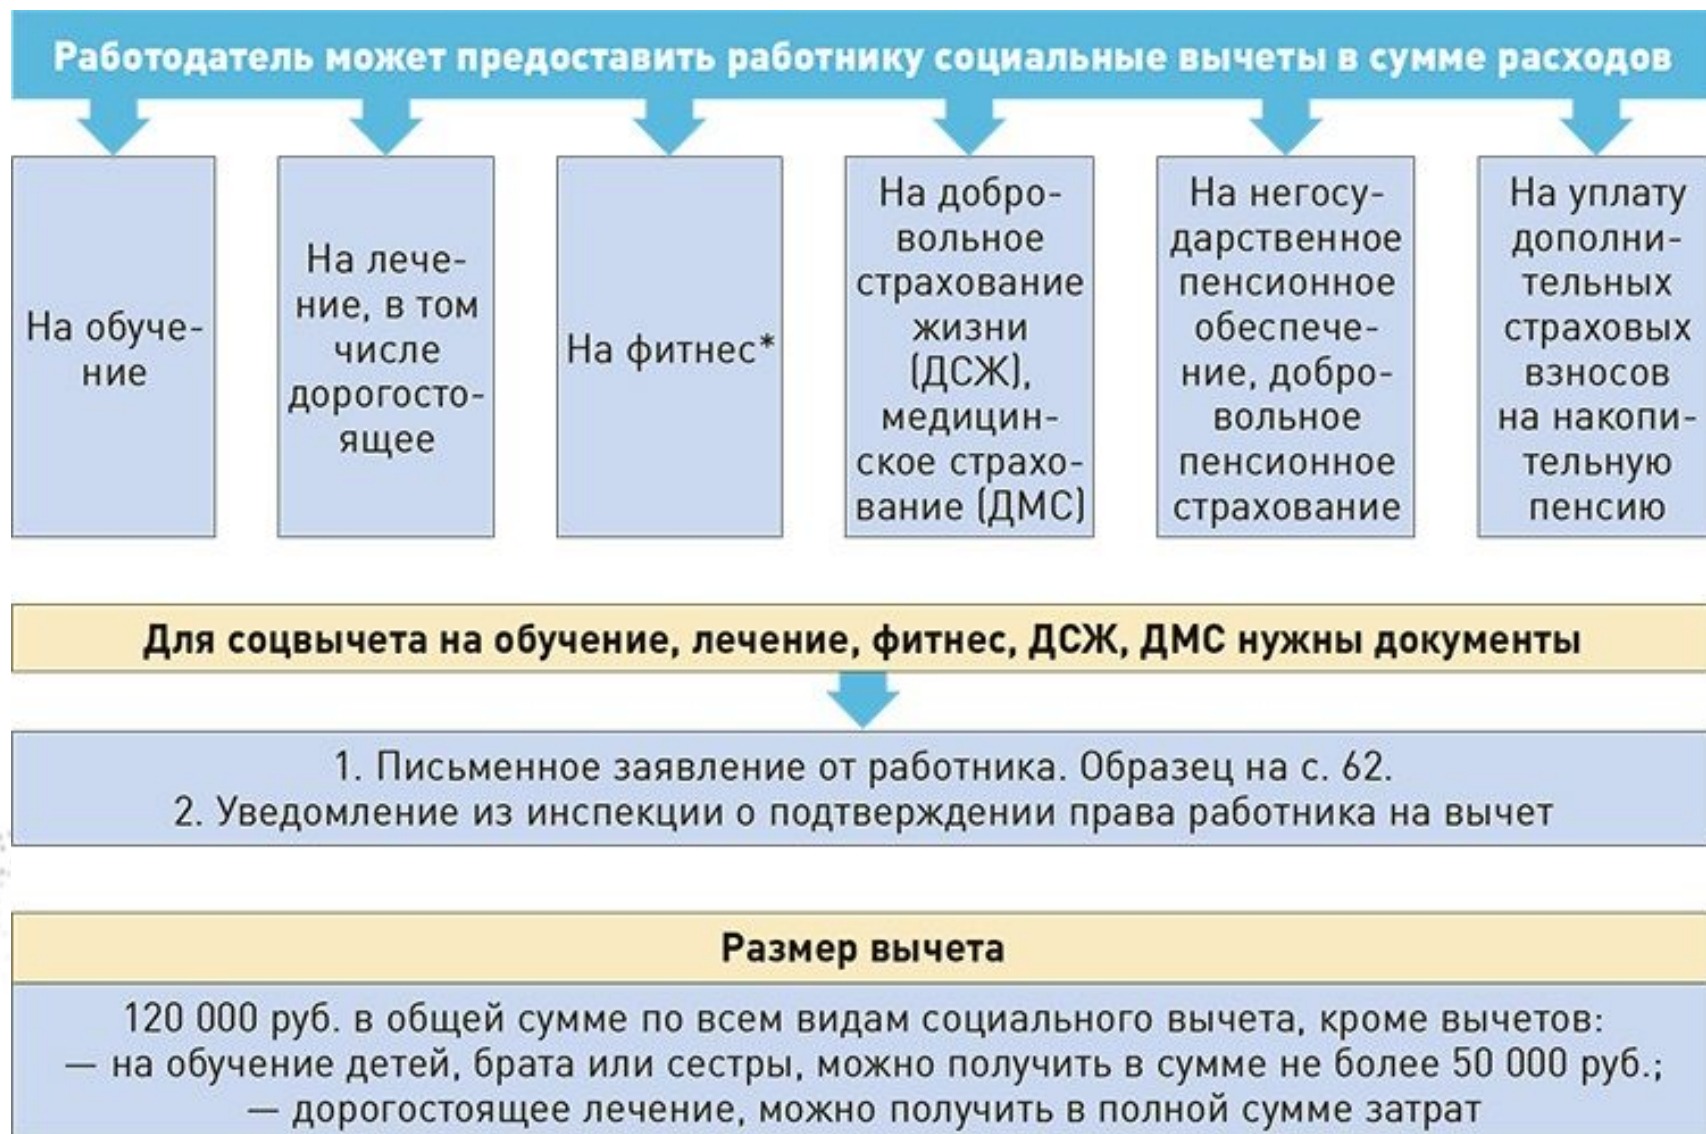 Работодатель может предоставить работнику социальные вычеты в сумме расходов
На обуче-
ние
На лече-
ние, в том
числе
дорогосто-
ящее
На фитнес*
На добро-
вольное
страхование
жизни
(ДСЖ),
медицин-
ское страхо-
вание (ДМС)
На негосу-
дарственное
пенсионное
обеспече-
ние, добро-
вольное
пенсионное
страхование
На уплату
дополни-
тельных
страховых
взносов
на накопи-
тельную
пенсию
Для соцвычета на обучение, лечение, фитнес, ДСЖ, ДМС нужны документы
1. Письменное заявление от работника. Образец на с. 62.
2. Уведомление из инспекции о подтверждении права работника на вычет
Размер вычета
120 000 руб. в общей сумме по всем видам социального вычета, кроме вычетов:
— на обучение детей, брата или сестры, можно получить в сумме не более 50 000 руб.;
— дорогостоящее лечение, можно получить в полной сумме затрат